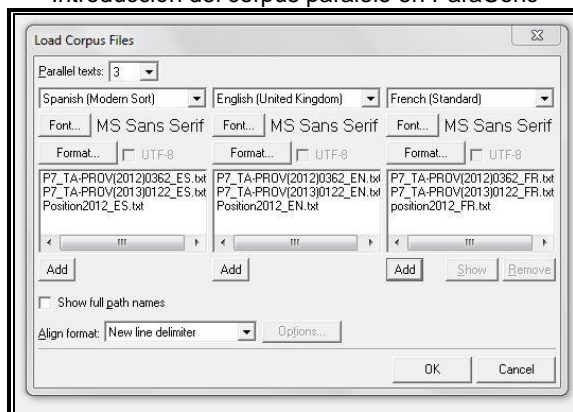 Introducción del corpus paralelo en ParaConc
Load Corpus Files
Parallel texts: 3
Spanish (Modern Sort) English (United Kingdom) French (Standard)
Font... MS Sans Serif Font... MS Sans Serif Font... MS Sans Serif
Format... UTF-8 Format... UTF-8 Format... UTF-8
P7_TA-PROV(2012)0362_ES.txt P7_TA-PROV(2012)0362_EN.txt P7_TA-PROV(2012)0362_FR.txt
P7_TA-PROV(2013)0122_ES.txt P7_TA-PROV(2013)0122_EN.txt P7_TA-PROV(2013)0122_FR.txt
Position2012_ES.txt Position2012_EN.txt position2012_FR.txt
Add Add Add Show Remove
Show full path names
Align format: New line delimiter Options...
OK Cancel